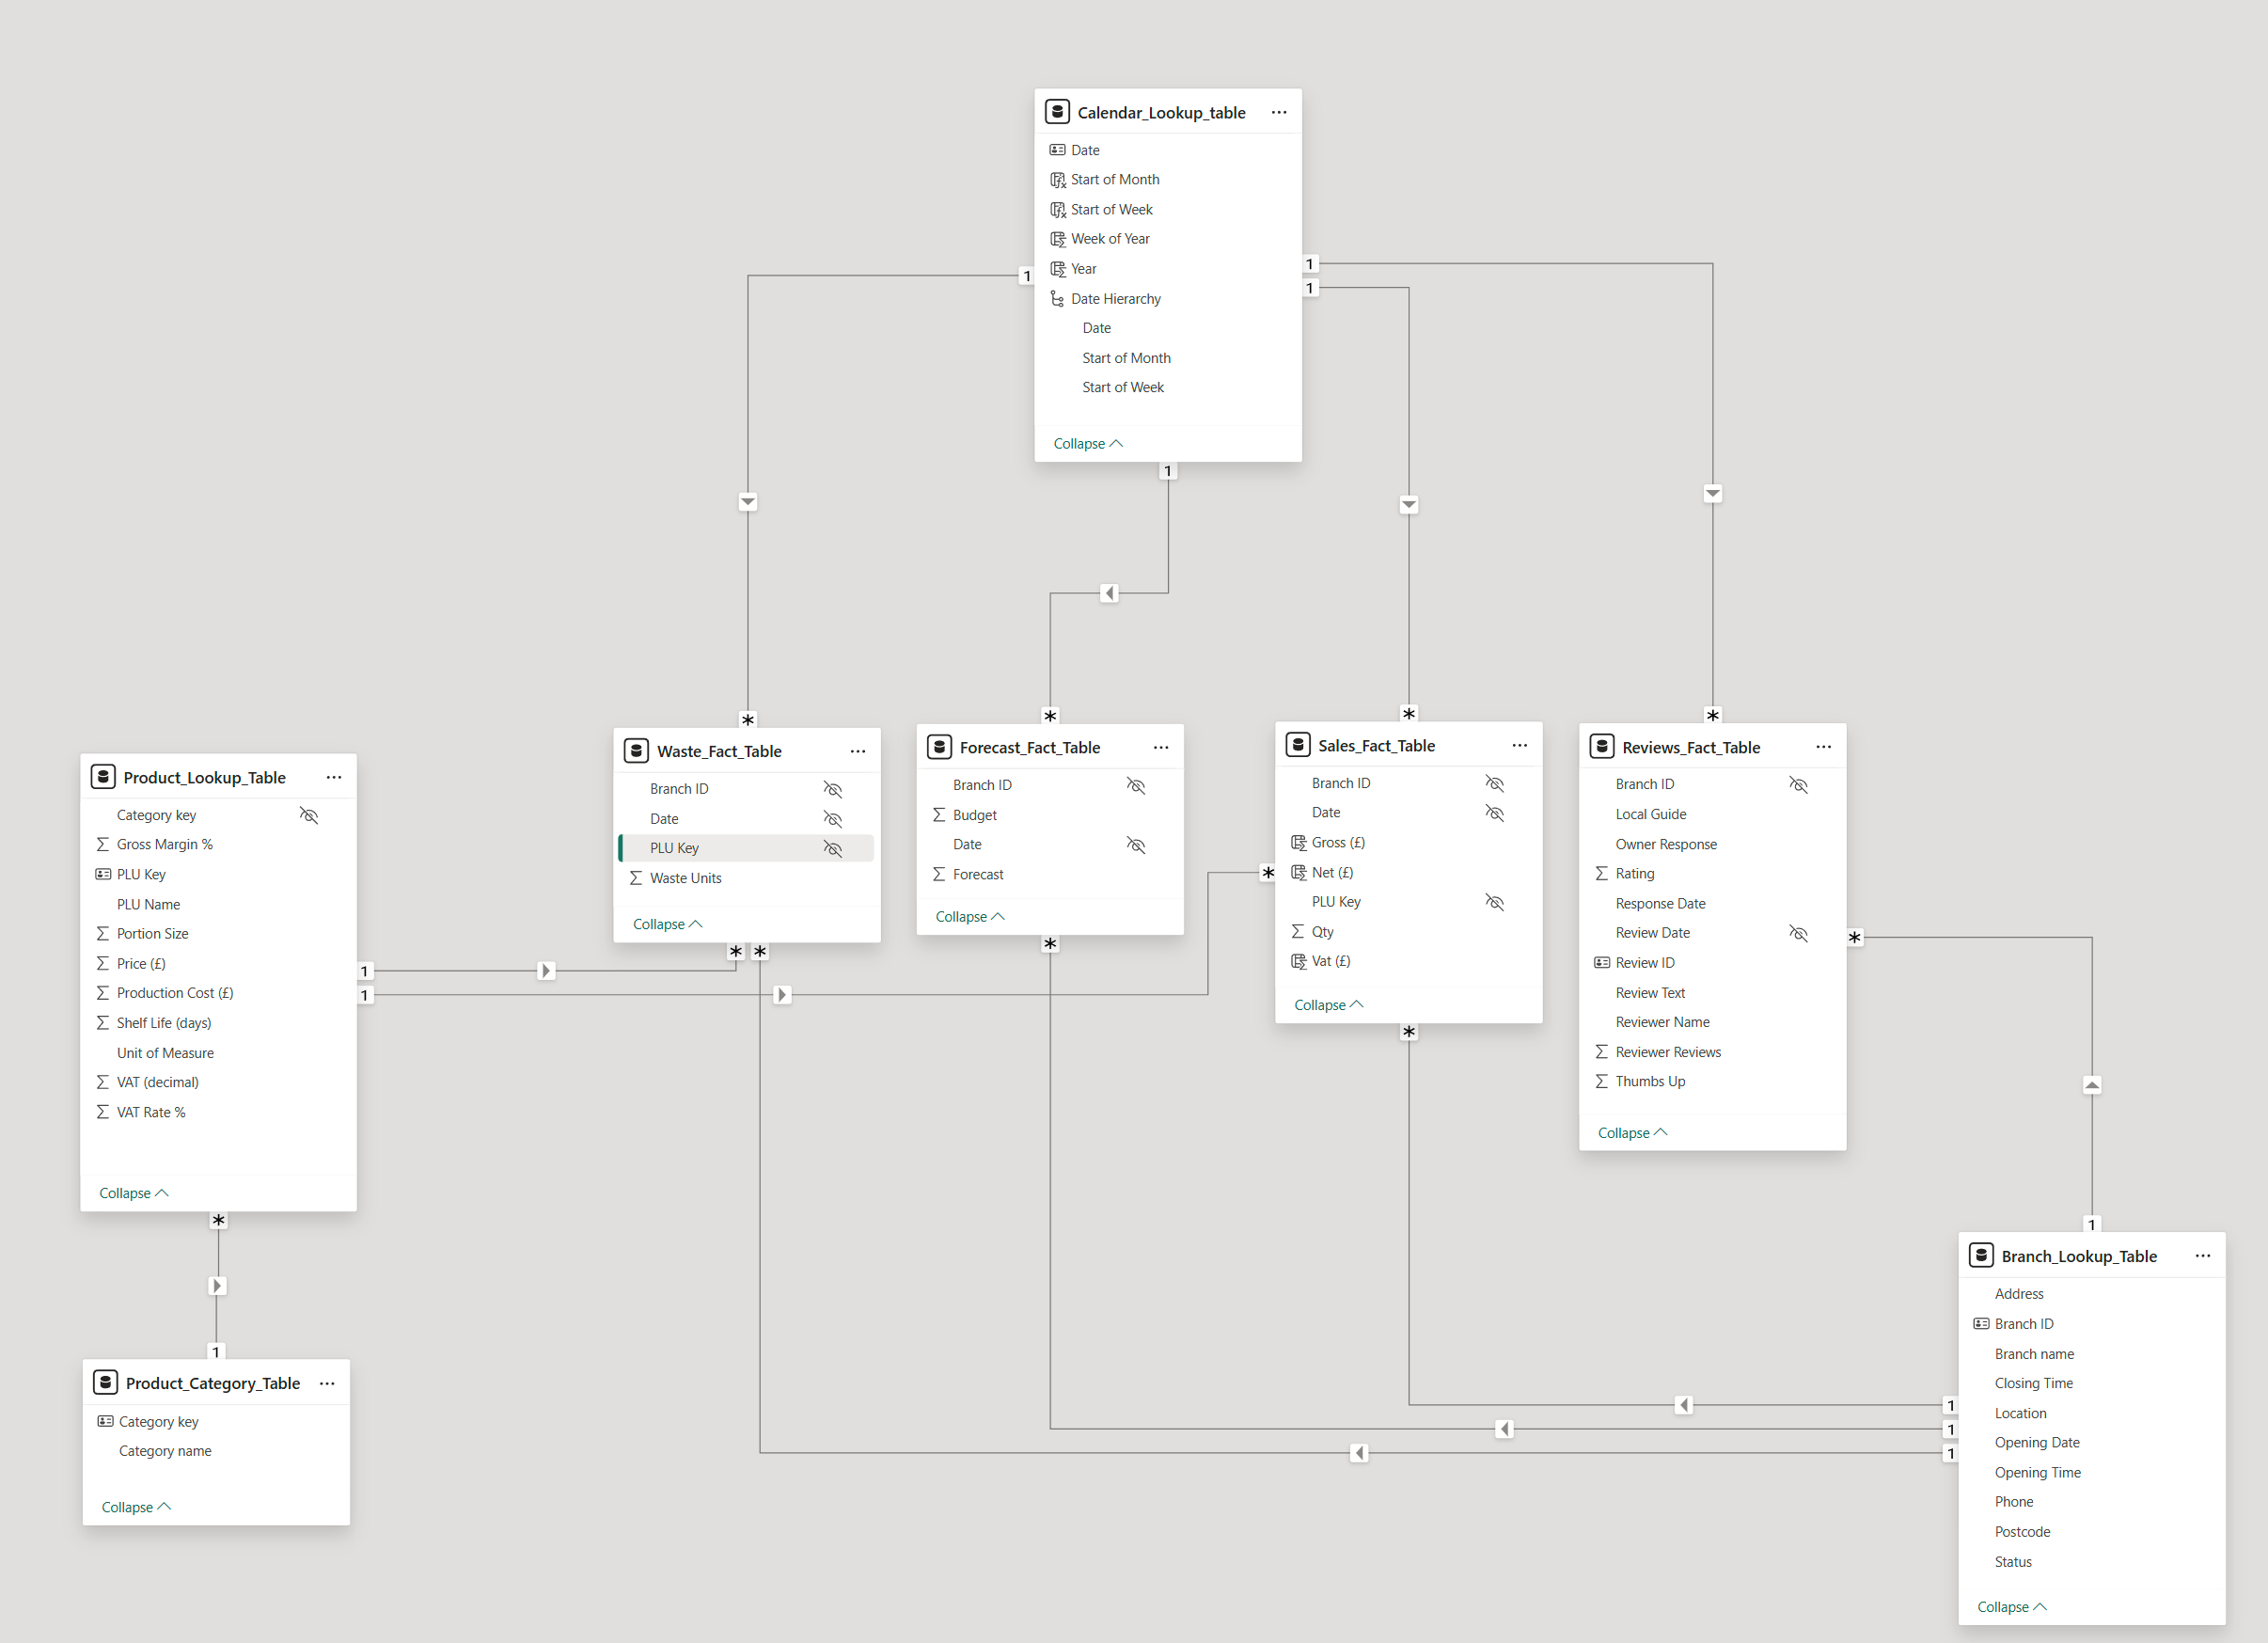 Calendar_Lookup_table
Date
Start of Month
Start of Week
Week of Year
Year
Date Hierarchy
Date
Start of Month
Start of Week
Collapse
1
1
1
1
*
*
*
*
Product_Lookup_Table
Category key
Gross Margin %
PLU Key
PLU Name
Portion Size
Price (£)
Production Cost (£)
Shelf Life (days)
Unit of Measure
VAT (decimal)
VAT Rate %
Collapse
1
1
*
1
Waste_Fact_Table
Branch ID
Date
PLU Key
Waste Units
Collapse
*
*
Forecast_Fact_Table
Branch ID
Budget
Date
Forecast
Collapse
*
Sales_Fact_Table
Branch ID
Date
Gross (£)
Net (£)
PLU Key
Qty
Vat (£)
Collapse
*
*
Reviews_Fact_Table
Branch ID
Local Guide
Owner Response
Rating
Response Date
Review Date
Review ID
Review Text
Reviewer Name
Reviewer Reviews
Thumbs Up
Collapse
*
1
Product_Category_Table
Category key
Category name
Collapse
Branch_Lookup_Table
Address
Branch ID
Branch name
Closing Time
Location
Opening Date
Opening Time
Phone
Postcode
Status
Collapse
1
1
1